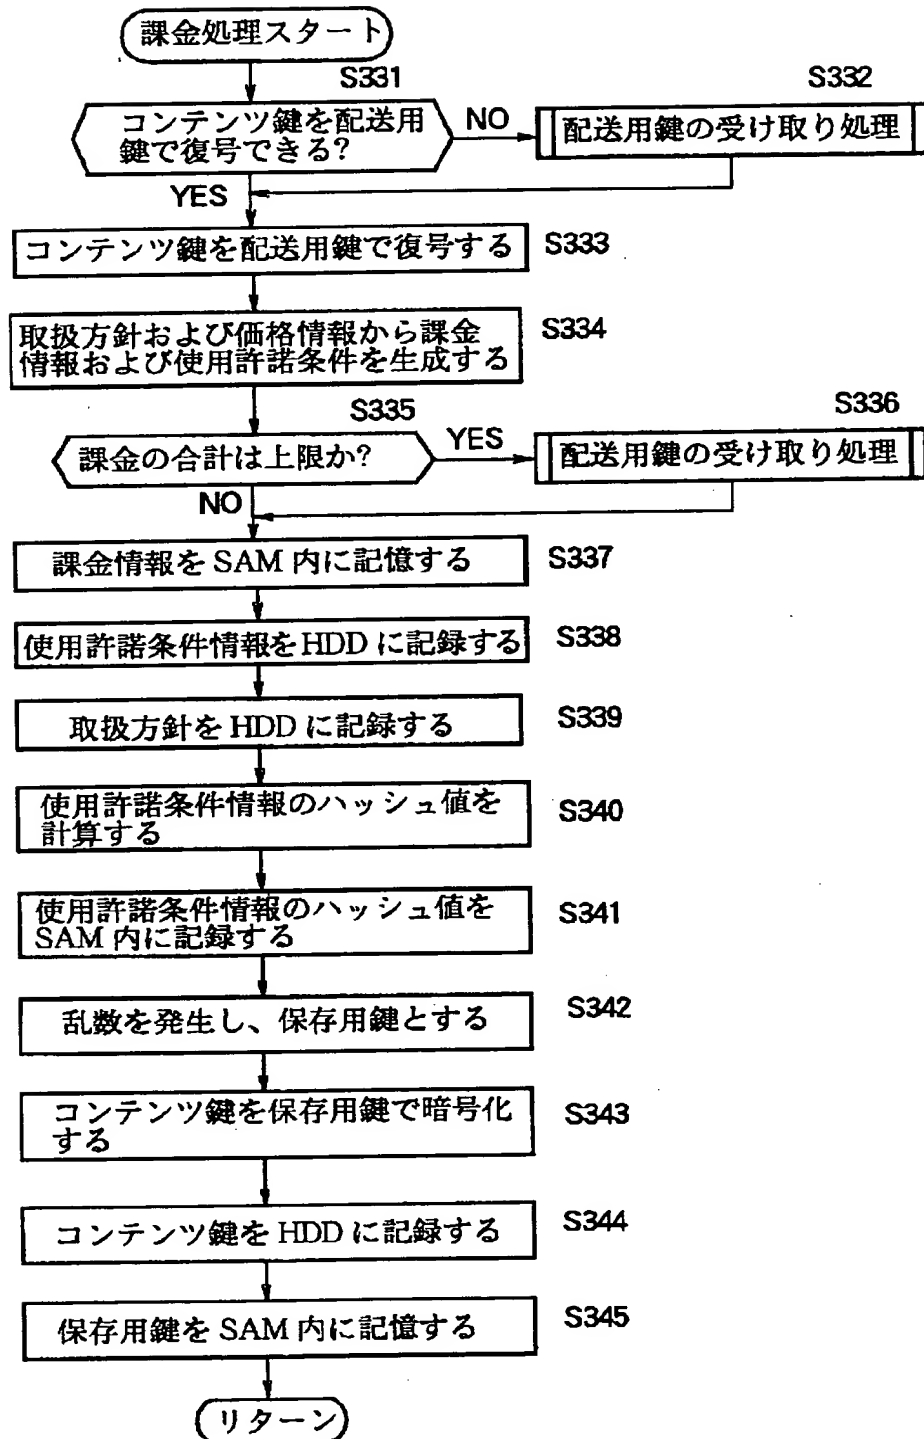 課金処理スタート
S331
S332
コンテンツ鍵を配送用
鍵で復号できる?
NO
配送用鍵の受け取り処理
YES
コンテンツ鍵を配送用鍵で復号する
S333
取扱方針および価格情報から課金
情報および使用許諾条件を生成する
S334
S335
S336
課金の合計は上限か?
YES
配送用鍵の受け取り処理
NO
課金情報を SAM 内に記憶する
S337
使用許諾条件情報を HDD に記録する
S338
取扱方針を HDD に記録する
S339
使用許諾条件情報のハッシュ値を
計算する
S340
使用許諾条件情報のハッシュ値を
SAM 内に記録する
S341
乱数を発生し、保存用鍵とする
S342
コンテンツ鍵を保存用鍵で暗号化
する
S343
コンテンツ鍵を HDD に記録する
S344
保存用鍵を SAM 内に記憶する
S345
リターン